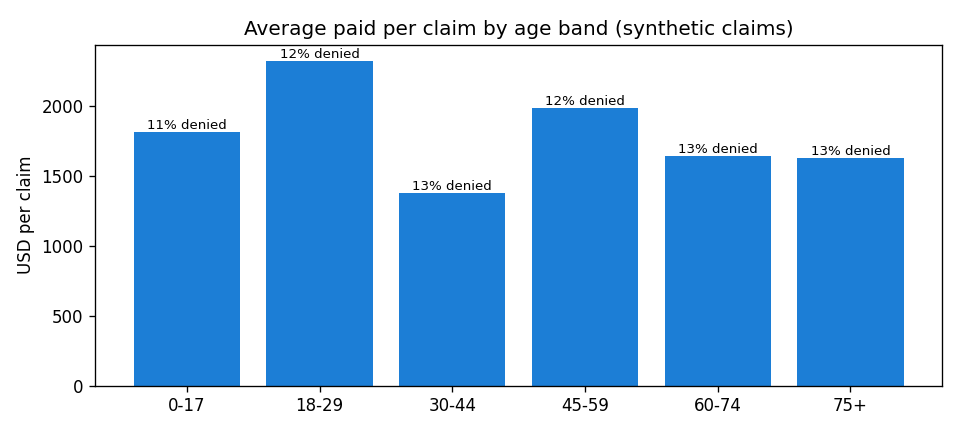 Average paid per claim by age band (synthetic claims)
USD per claim
2000
1500
1000
500
0
11% denied
12% denied
13% denied
12% denied
13% denied
13% denied
0-17
18-29
30-44
45-59
60-74
75+